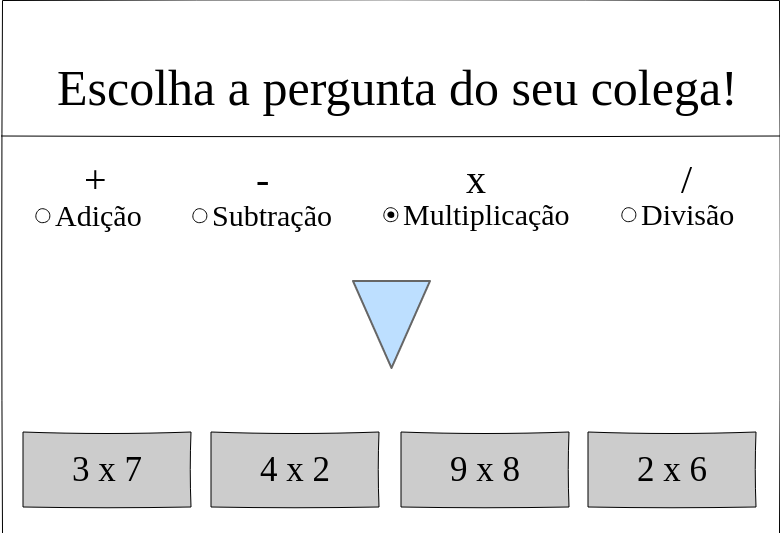 Escolha a pergunta do seu colega!
+ - x /
Adição Subtração Multiplicação Divisão
3 x 7 4 x 2 9 x 8 2 x 6